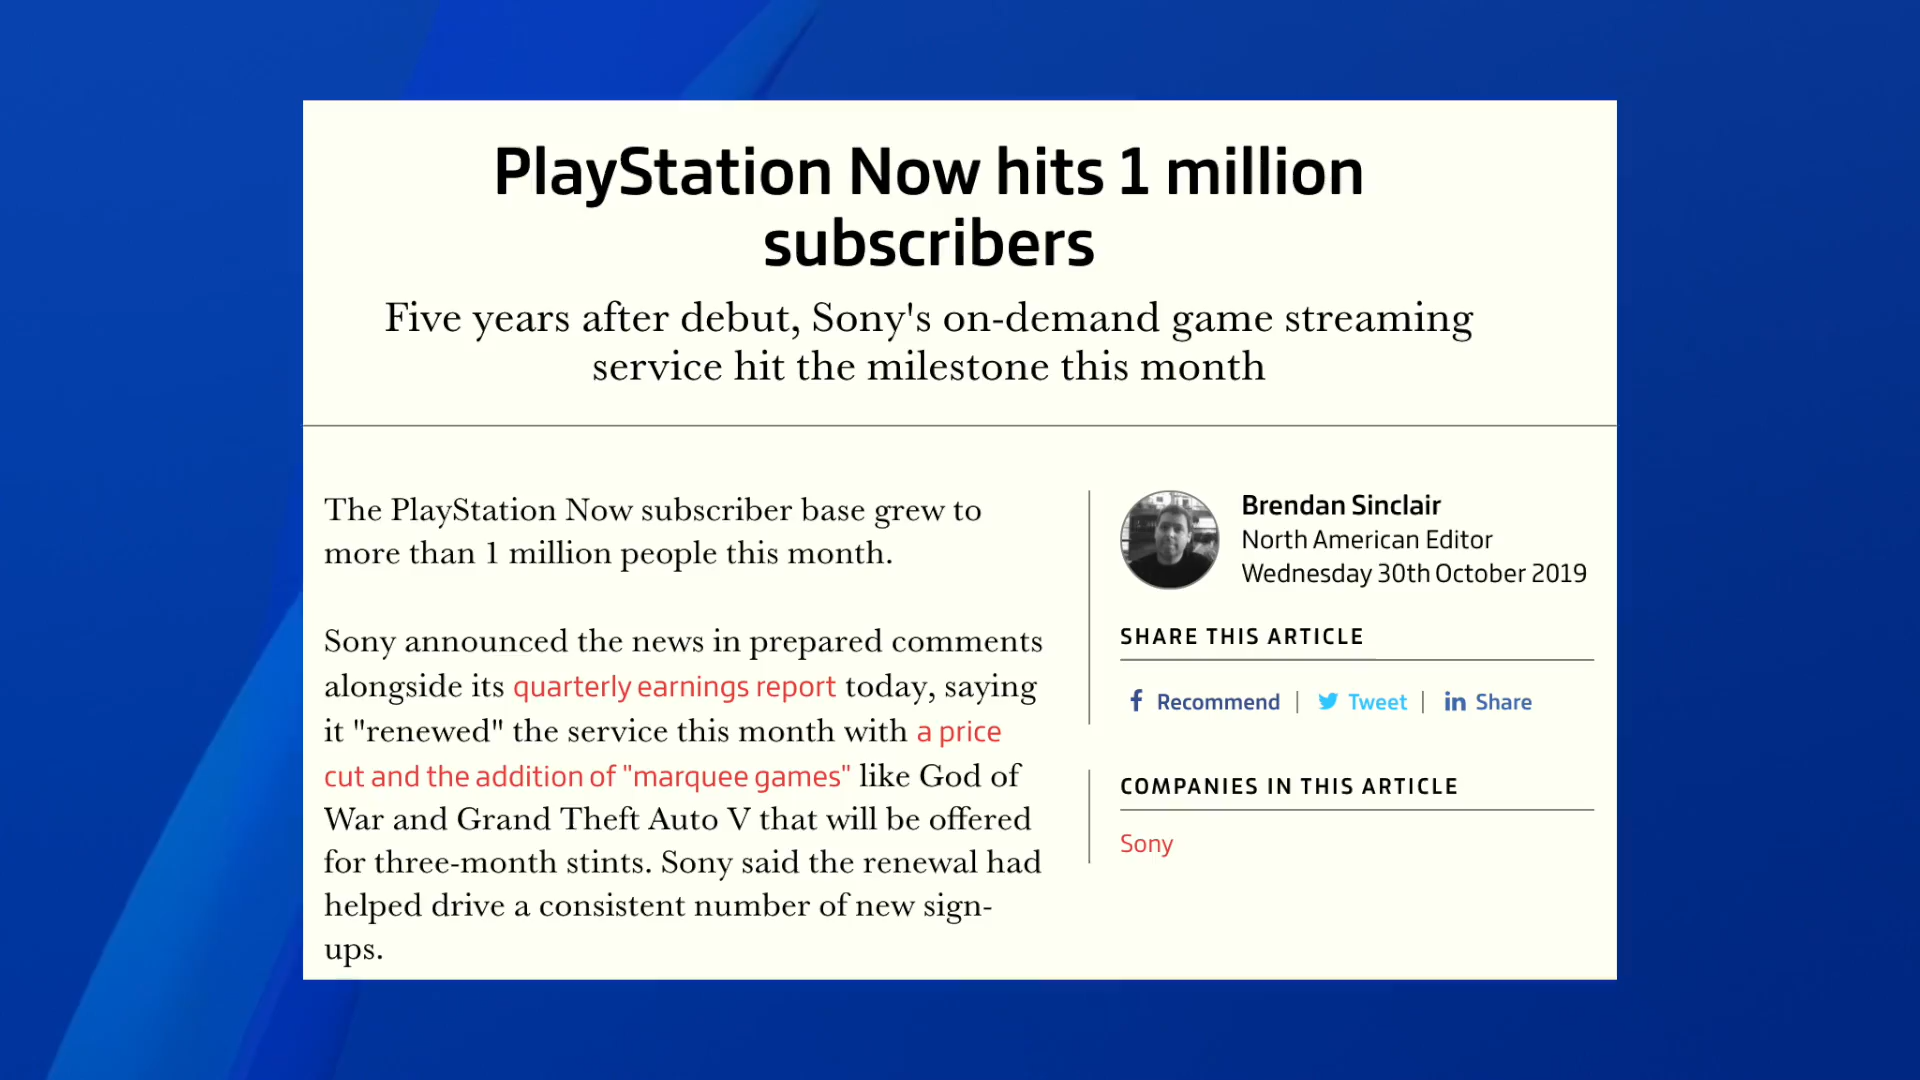 PlayStation Now hits 1 million
subscribers
Five years after debut, Sony's on-demand game streaming
service hit the milestone this month
The PlayStation Now subscriber base grew to
more than 1 million people this month.
Sony announced the news in prepared comments
alongside its quarterly earnings report today, saying
it "renewed" the service this month with a price
cut and the addition of "marquee games" like God of
War and Grand Theft Auto V that will be offered
for three-month stints. Sony said the renewal had
helped drive a consistent number of new sign-
ups.
Brendan Sinclair
North American Editor
Wednesday 30th October 2019
SHARE THIS ARTICLE
Recommend | Tweet | Share
COMPANIES IN THIS ARTICLE
Sony